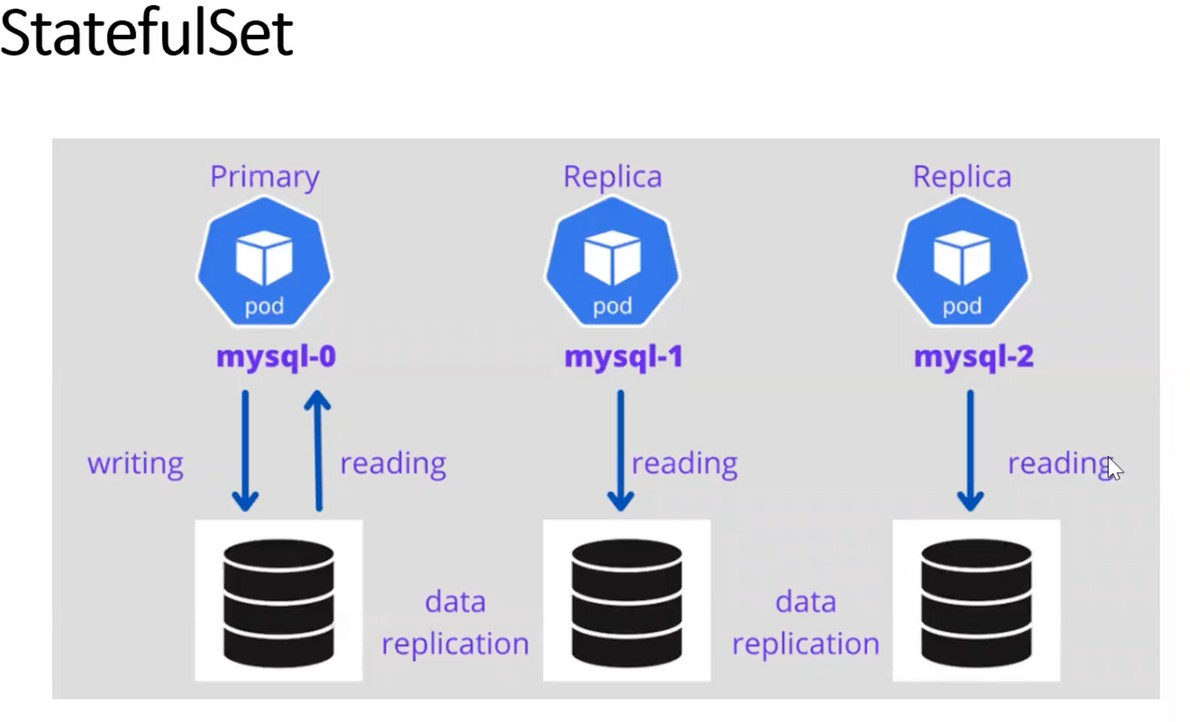 StatefulSet
Primary
Replica
Replica
pod
pod
pod
mysql-0
mysql-1
mysql-2
writing
reading
reading
reading
data
replication
data
replication